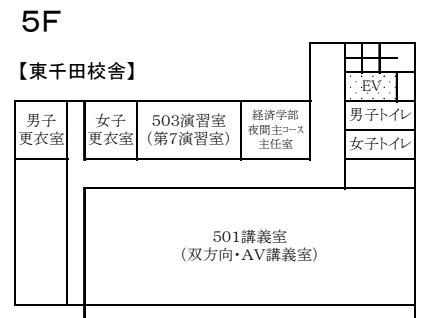 5F
【東千田校舎】
EV
男子
更衣室
女子
更衣室
503演習室
(第7演習室)
経済学部
夜間主コース
主任室
男子トイレ
女子トイレ
501講義室
(双方向・AV講義室)